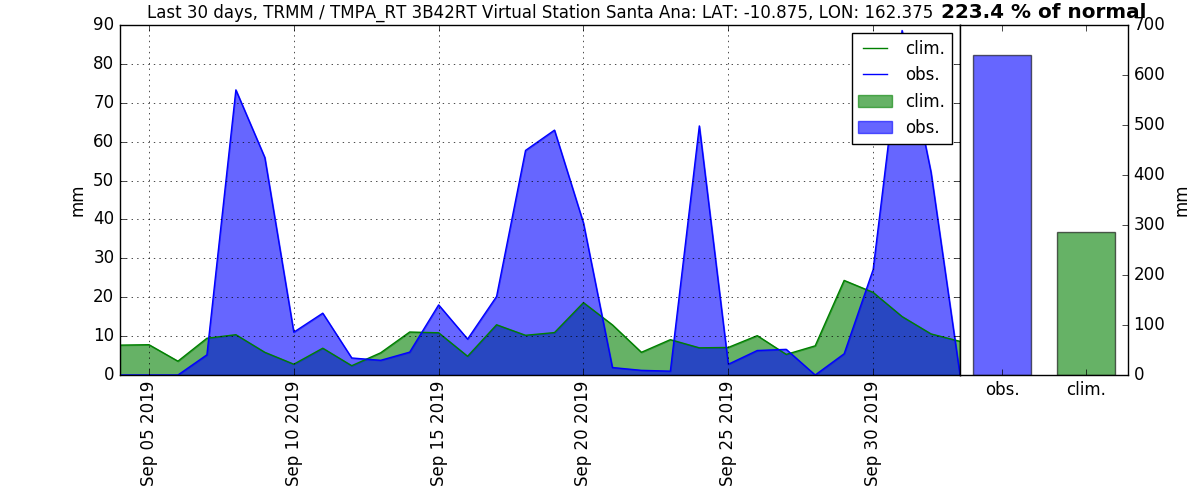 Last 30 days, TRMM / TMPA_RT 3B42RT Virtual Station Santa Ana: LAT: -10.875, LON: 162.375 223.4 % of normal
90
80
70
60
50
40
30
20
10
0
mm
clim.
obs.
clim.
obs.
Sep 05 2019
Sep 10 2019
Sep 15 2019
Sep 20 2019
Sep 25 2019
Sep 30 2019
700
600
500
400
300
200
100
0
mm
obs. clim.